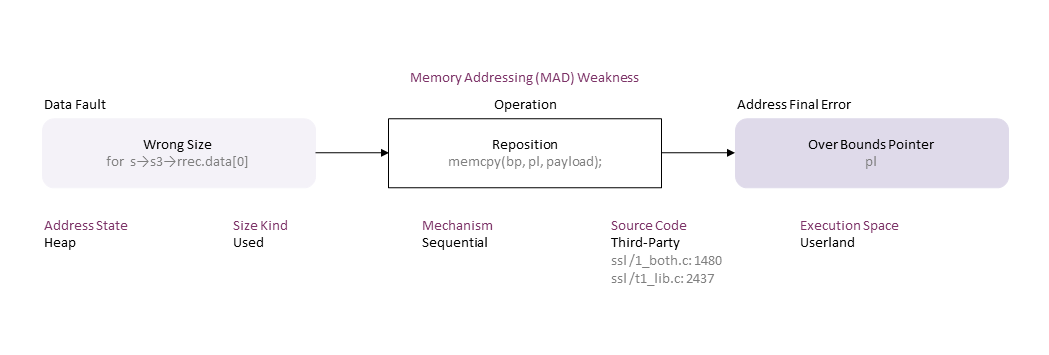 Memory Addressing (MAD) Weakness
Data Fault
Operation
Address Final Error
Wrong Size
for s→s3→rrec.data[0]
Reposition
memcpy(bp, pl, payload);
Over Bounds Pointer
pl
Address State
Heap
Size Kind
Used
Mechanism
Sequential
Source Code
Third-Party
ssl/1_both.c: 1480
ssl/t1_lib.c: 2437
Execution Space
Userland